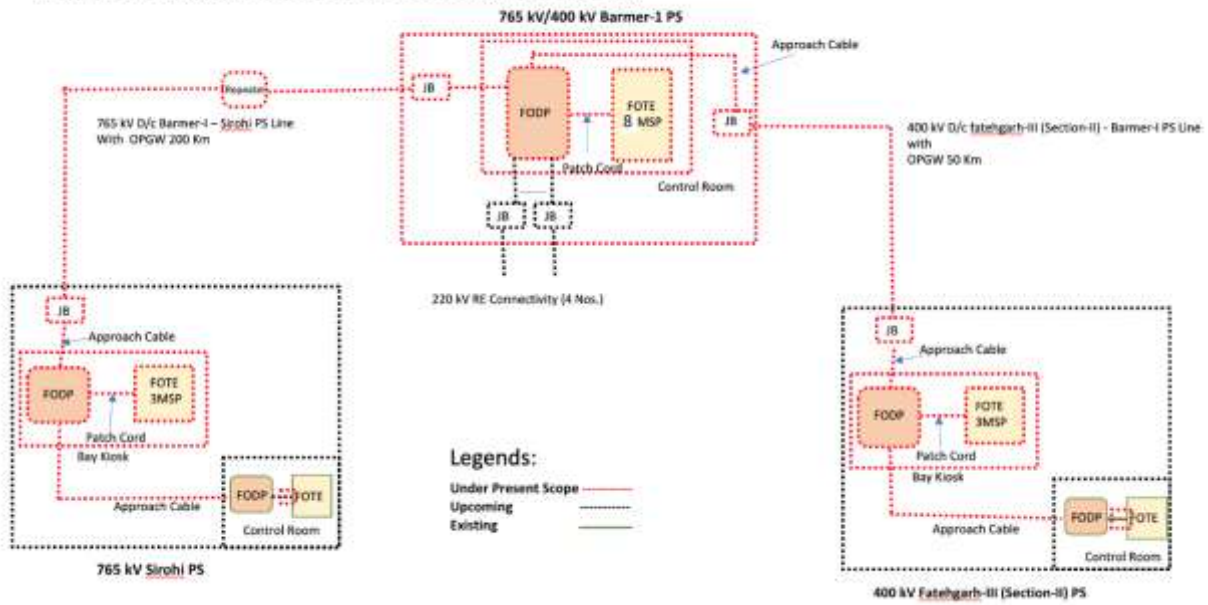 765 kV/400 kV Barmer-1 PS
Approach Cable
Repeater
JB
FODP
FOTE
8 MSP
JB
765 kV D/c Barmer-I – Sirohi PS Line
With OPGW 200 Km
400 kV D/c fatehgarh-III (Section-II) - Barmer-I PS Line
with
OPGW 50 Km
Patch Cord
Control Room
JB
JB
220 kV RE Connectivity (4 Nos.)
JB
Approach Cable
FODP
FOTE
3MSP
Patch Cord
Bay Kiosk
Approach Cable
FODP
FOTE
Control Room
765 kV Sirohi PS
Legends:
Under Present Scope
Upcoming
Existing
JB
Approach Cable
FODP
FOTE
3MSP
Patch Cord
Bay Kiosk
Approach Cable
FODP
FOTE
Control Room
400 kV Fatehgarh-III (Section-II) PS